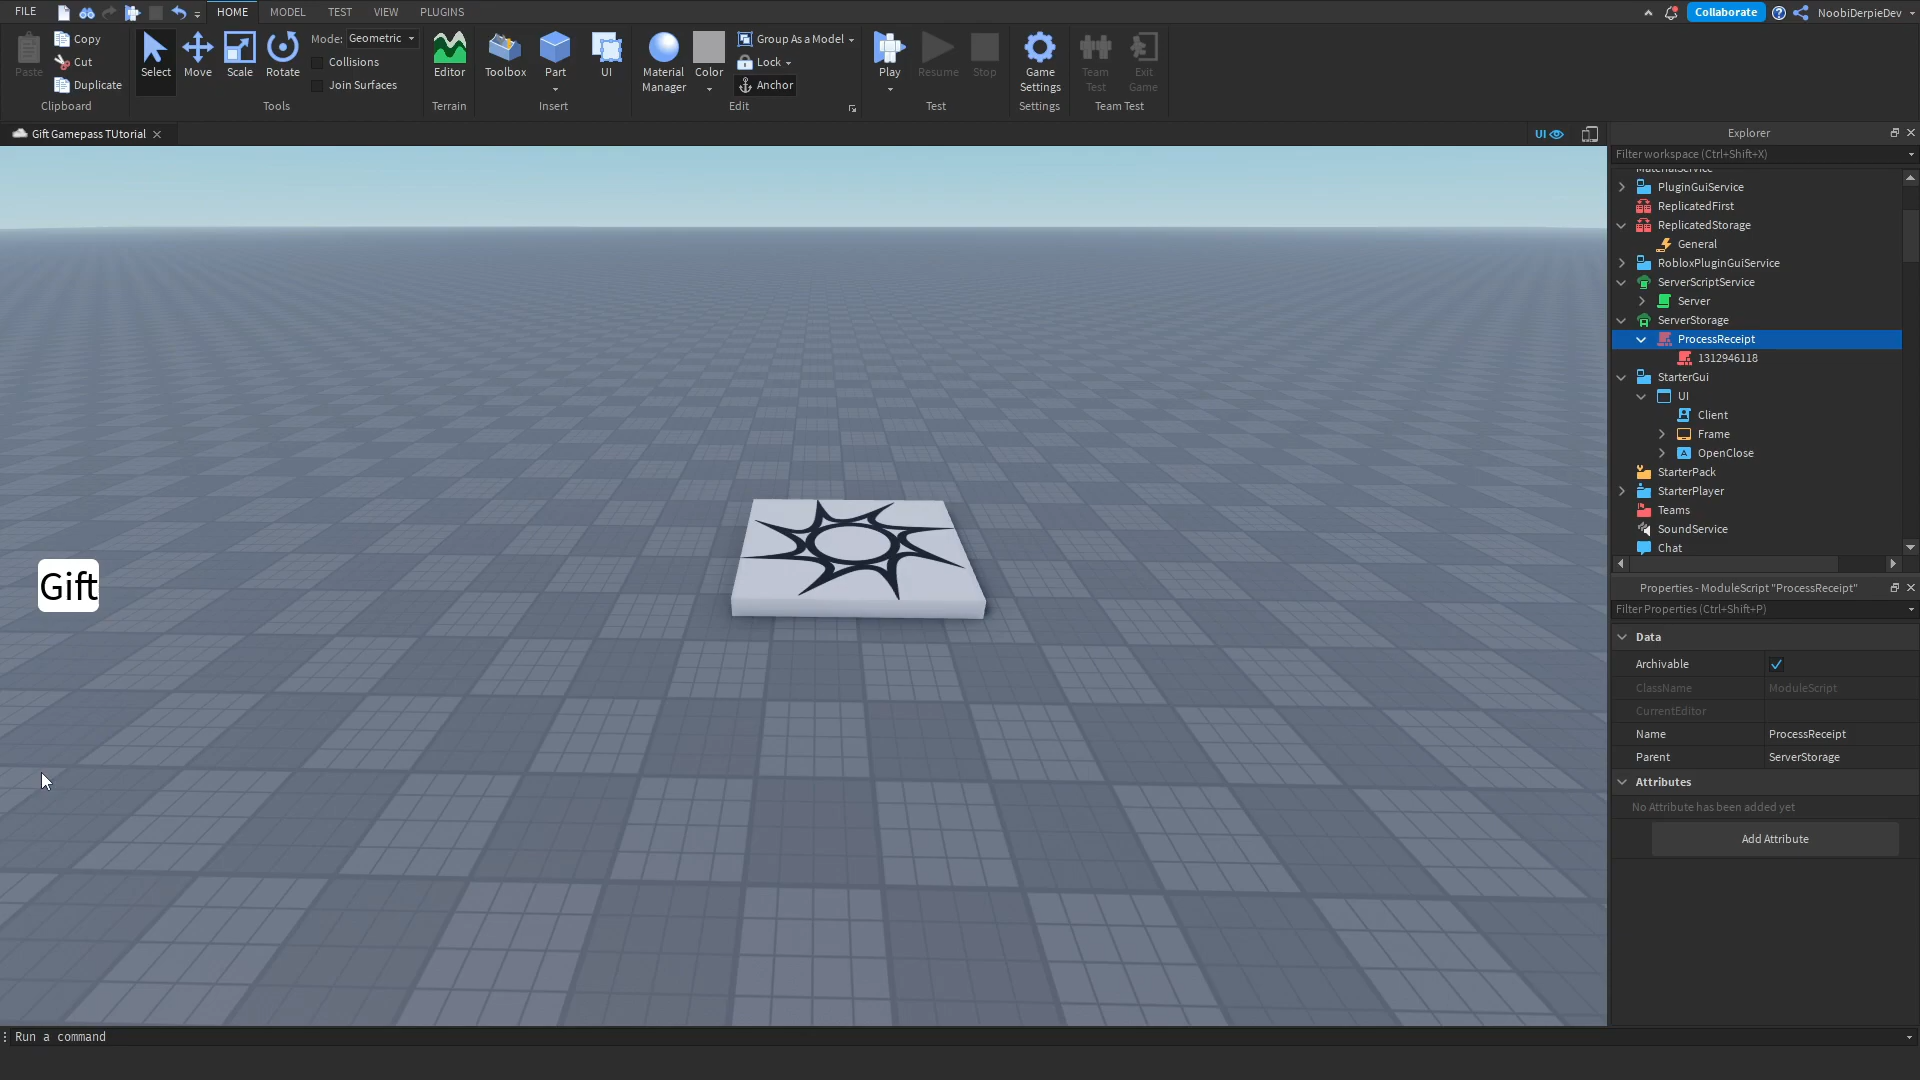 FILE
HOME
MODEL
TEST
VIEW
PLUGINS
Collaborate
NoobiDerpieDev
Paste
Copy
Cut
Duplicate
Clipboard
Select
Move
Scale
Rotate
Mode: Geometric
Collisions
Join Surfaces
Tools
Editor
Terrain
Toolbox
Part
UI
Insert
Material
Manager
Color
Group As a Model
Lock
Anchor
Edit
Play
Resume
Stop
Test
Game
Settings
Settings
Team
Test
Exit
Game
Team Test
Gift Gamepass TUtorial
UI
Gift
Run a command
Explorer
Filter workspace (Ctrl+Shift+X)
MaterialService
PluginGuiService
ReplicatedFirst
ReplicatedStorage
General
RobloxPluginGuiService
ServerScriptService
Server
ServerStorage
ProcessReceipt
1312946118
StarterGui
UI
Client
Frame
OpenClose
StarterPack
StarterPlayer
Teams
SoundService
Chat
Properties - ModuleScript "ProcessReceipt"
Filter Properties (Ctrl+Shift+P)
Data
Archivable
ClassName ModuleScript
CurrentEditor
Name ProcessReceipt
Parent ServerStorage
Attributes
No Attribute has been added yet
Add Attribute